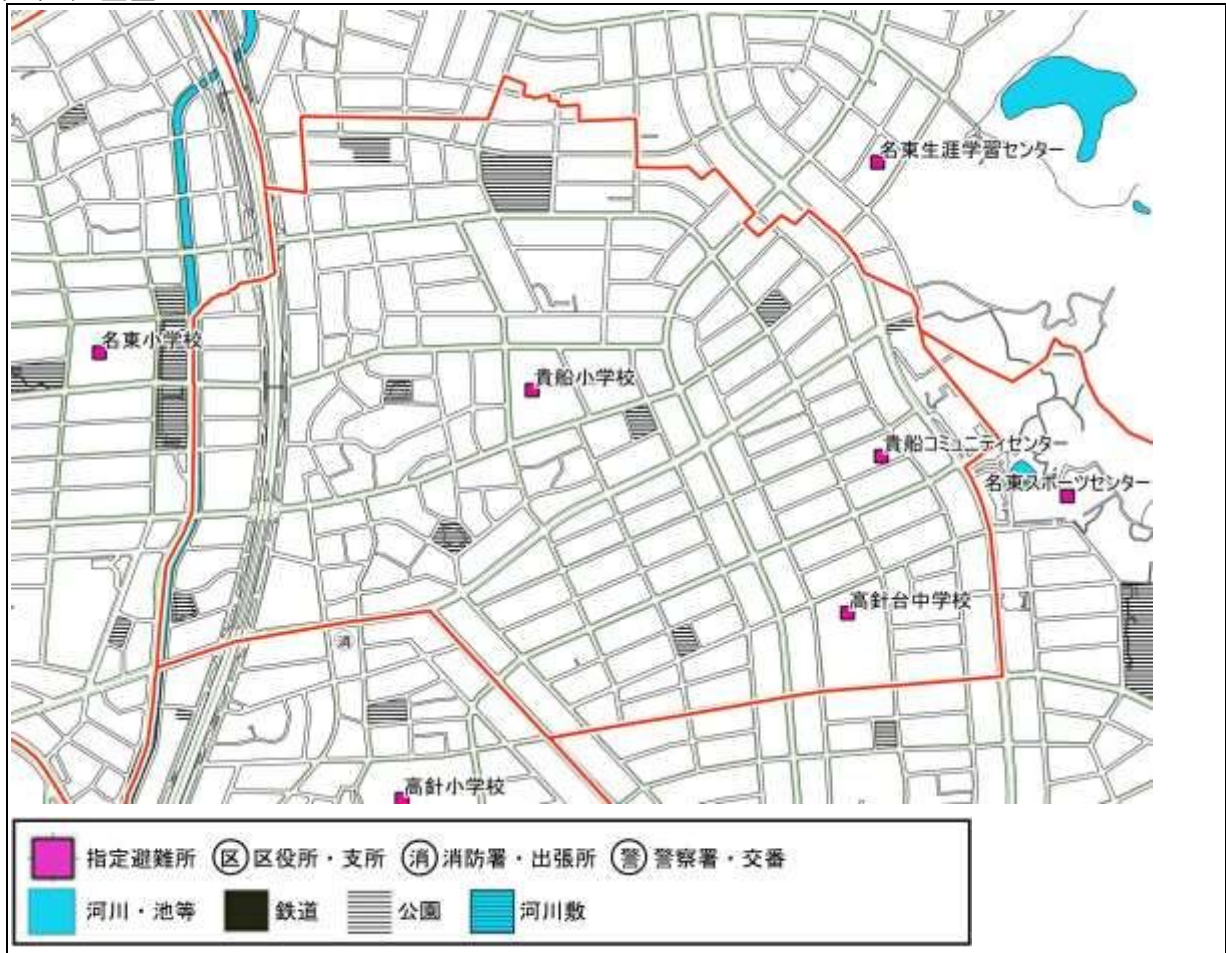 名東生涯学習センター
名東小学校
貴船小学校
貴船コミュニティセンター
名東スポーツセンター
高針台中学校
消
高針小学校
指定避難所 区 区役所・支所 消 消防署・出張所 警 警察署・交番
河川・池等 鉄道 公園 河川敷